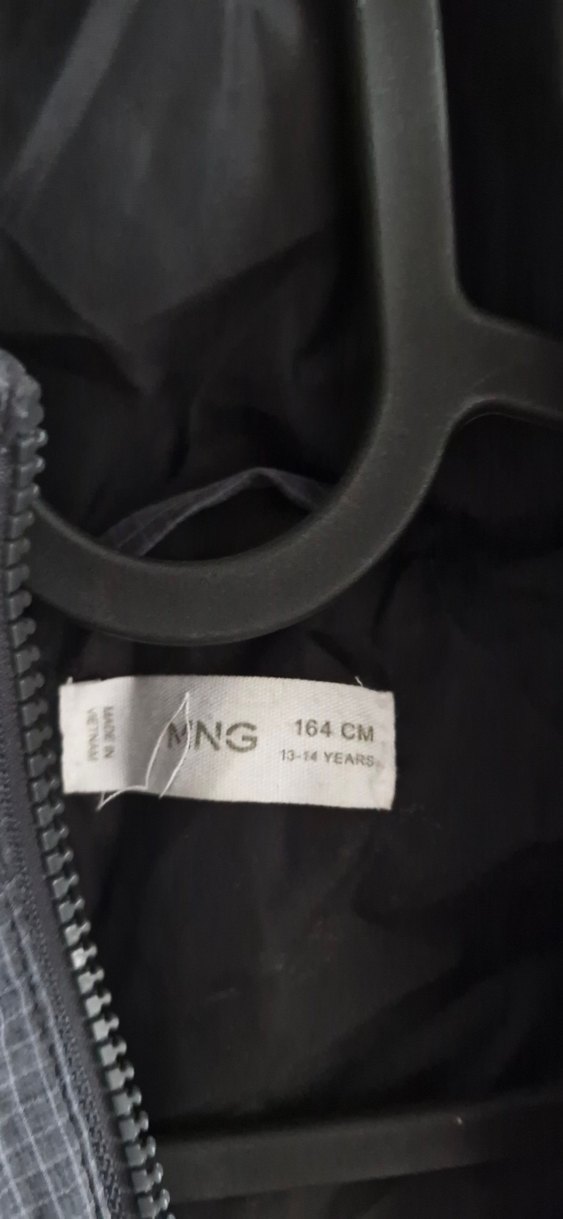 MADE IN
VIETNAM
MNG
164 CM
13-14 YEARS